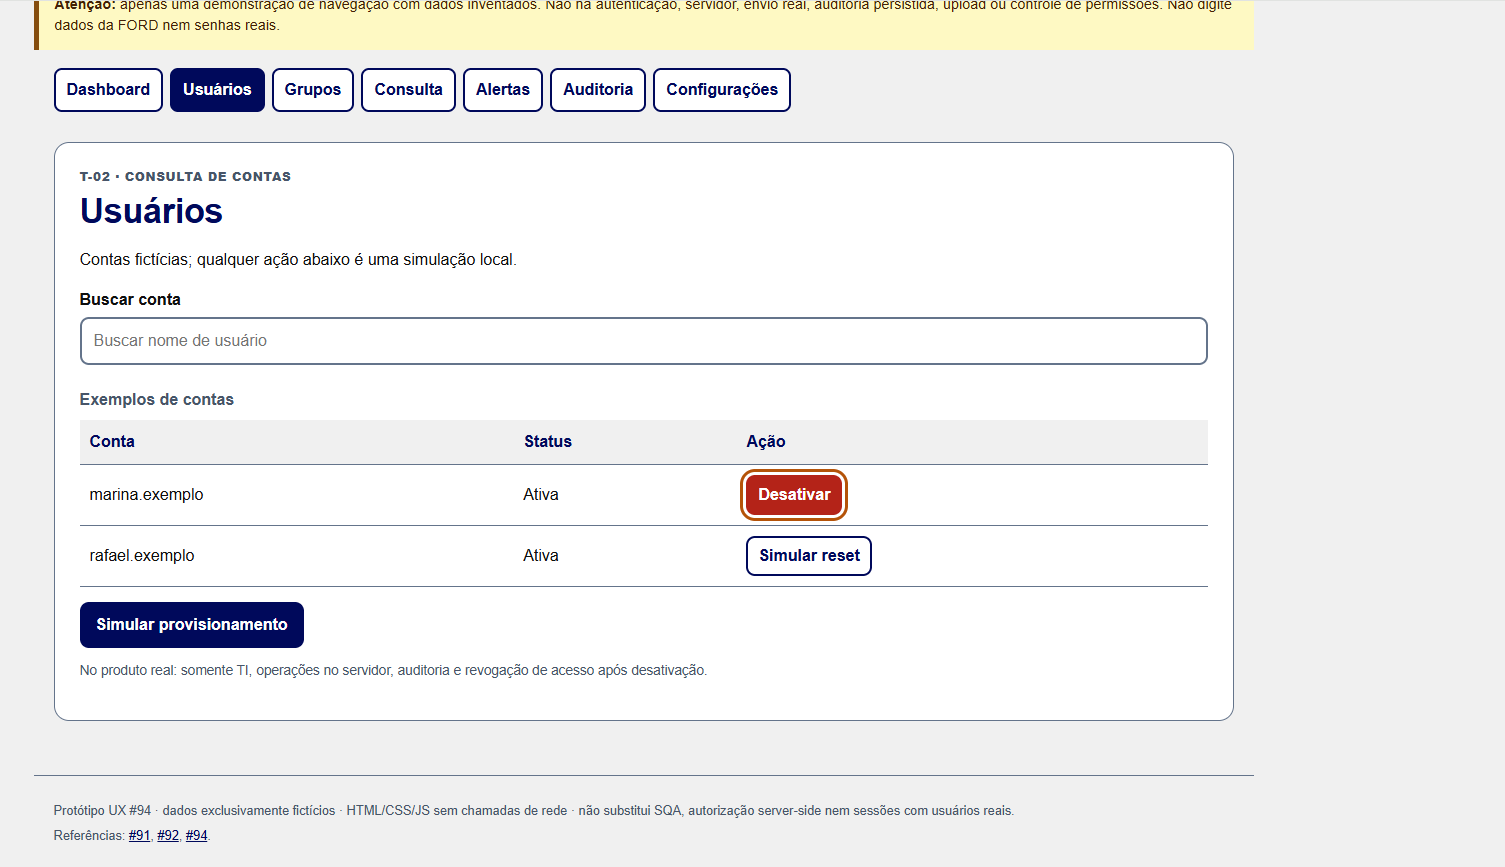 Atenção: apenas uma demonstração de navegação com dados inventados. Não há autenticação, servidor, envio real, auditoria persistida, upload ou controle de permissões. Não digite
dados da FORD nem senhas reais.
Dashboard Usuários Grupos Consulta Alertas Auditoria Configurações
T-02 · CONSULTA DE CONTAS
Usuários
Contas fictícias; qualquer ação abaixo é uma simulação local.
Buscar conta
Buscar nome de usuário
Exemplos de contas
Conta Status Ação
marina.exemplo Ativa Desativar
rafael.exemplo Ativa Simular reset
Simular provisionamento
No produto real: somente TI, operações no servidor, auditoria e revogação de acesso após desativação.
Protótipo UX #94 · dados exclusivamente fictícios · HTML/CSS/JS sem chamadas de rede · não substitui SQA, autorização server-side nem sessões com usuários reais.
Referências: #91, #92, #94.